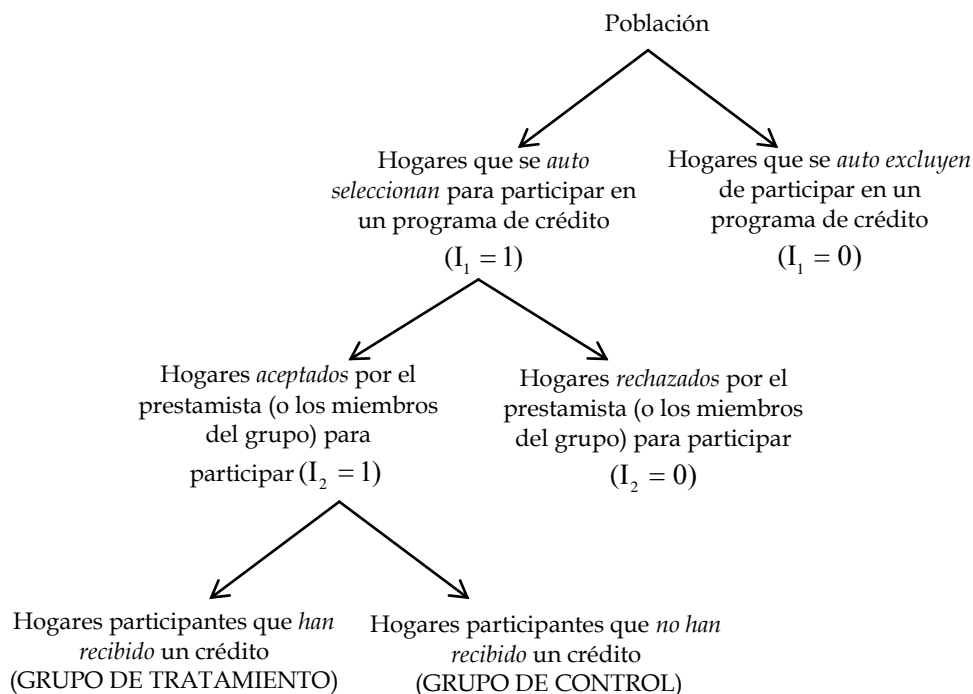 Población
Hogares que se auto
seleccionan para participar en
un programa de crédito
(I₁ = 1)
Hogares que se auto excluyen
de participar en un
programa de crédito
(I₁ = 0)
Hogares aceptados por el
prestamista (o los miembros
del grupo) para
participar (I₂ = 1)
Hogares rechazados por el
prestamista (o los miembros
del grupo) para participar
(I₂ = 0)
Hogares participantes que han
recibido un crédito
(GRUPO DE TRATAMIENTO)
Hogares participantes que no han
recibido un crédito
(GRUPO DE CONTROL)